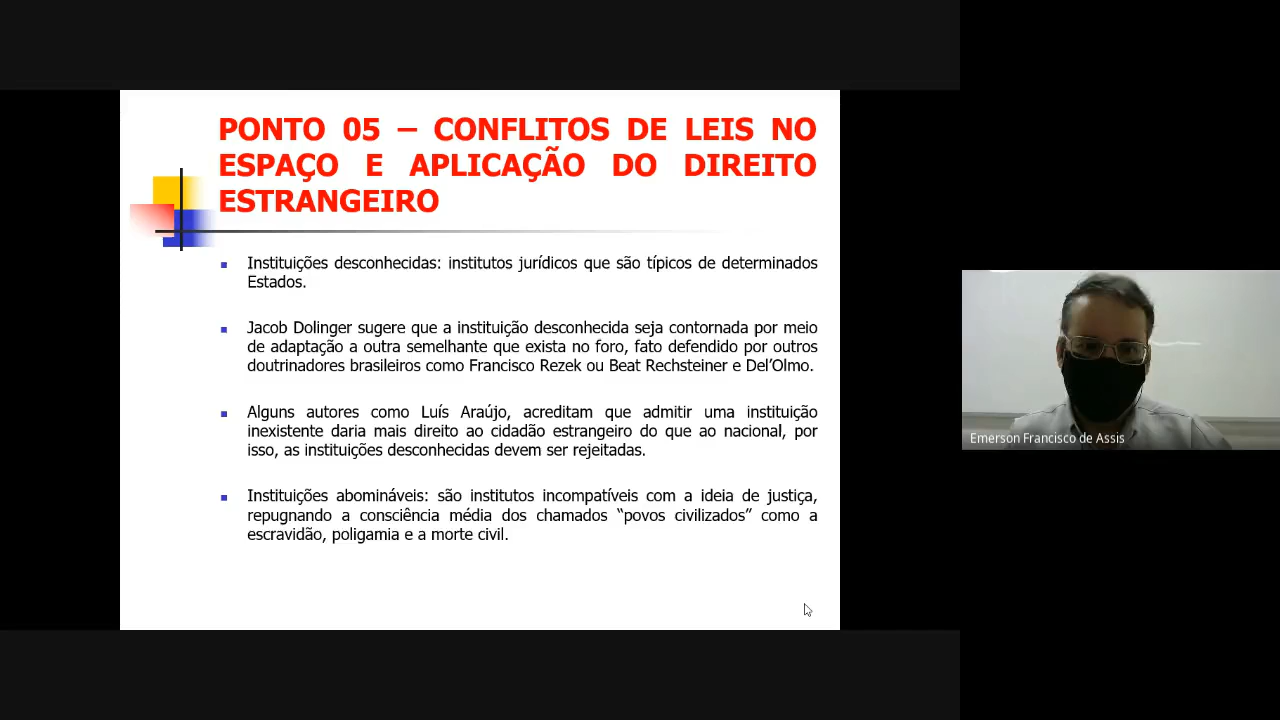 PONTO 05 – CONFLITOS DE LEIS NO
ESPAÇO E APLICAÇÃO DO DIREITO
ESTRANGEIRO
Instituições desconhecidas: institutos jurídicos que são típicos de determinados
Estados.
Jacob Dolinger sugere que a instituição desconhecida seja contornada por meio
de adaptação a outra semelhante que exista no foro, fato defendido por outros
doutrinadores brasileiros como Francisco Rezek ou Beat Rechsteiner e Del’Olmo.
Alguns autores como Luís Araújo, acreditam que admitir uma instituição
inexistente daria mais direito ao cidadão estrangeiro do que ao nacional, por
isso, as instituições desconhecidas devem ser rejeitadas.
Instituições abomináveis: são institutos incompatíveis com a ideia de justiça,
repugnando a consciência média dos chamados “povos civilizados” como a
escravidão, poligamia e a morte civil.
Emerson Francisco de Assis